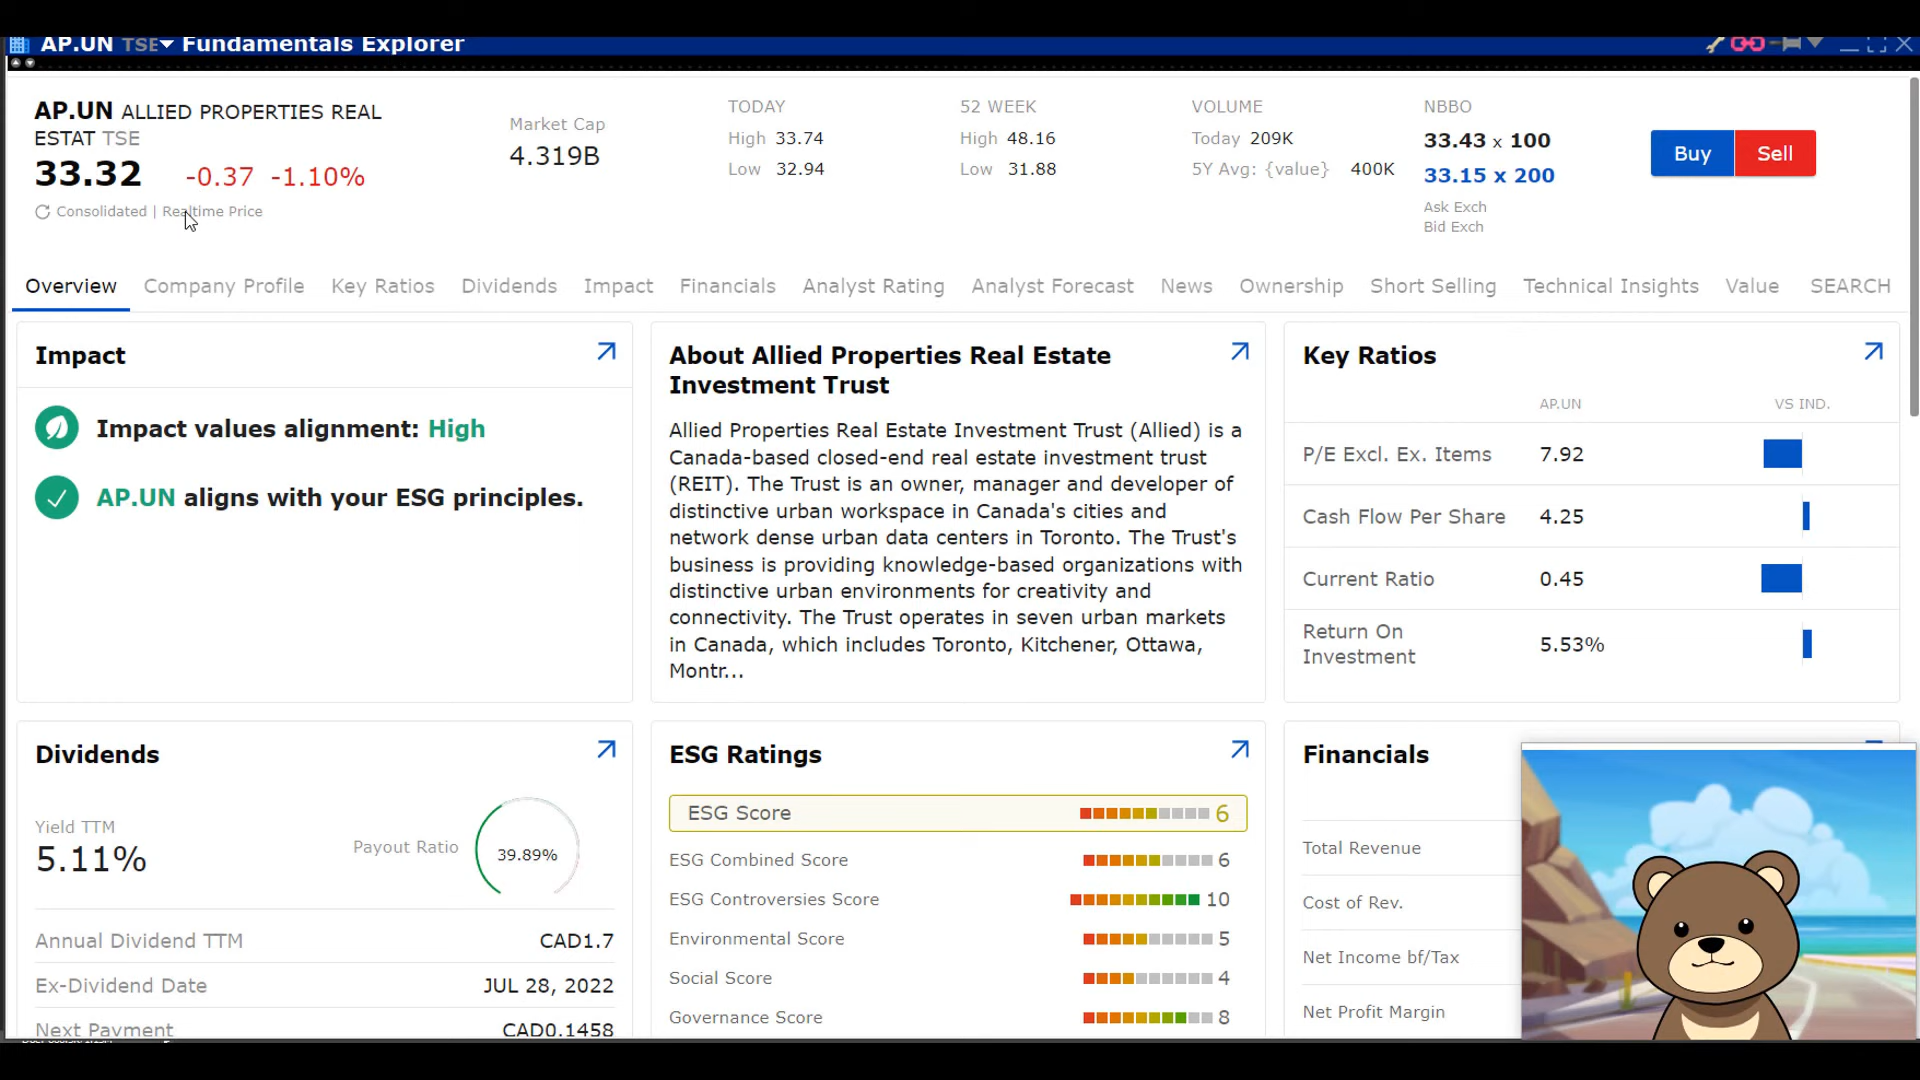 AP.UN TSE Fundamentals Explorer
AP.UN ALLIED PROPERTIES REAL
ESTAT TSE
33.32 -0.37 -1.10%
Consolidated | Realtime Price
Market Cap
4.319B
TODAY
High 33.74
Low 32.94
52 WEEK
High 48.16
Low 31.88
VOLUME
Today 209K
5Y Avg: {value} 400K
NBBO
33.43 x 100
33.15 x 200
Ask Exch
Bid Exch
Buy Sell
Overview Company Profile Key Ratios Dividends Impact Financials Analyst Rating Analyst Forecast News Ownership Short Selling Technical Insights Value SEARCH
Impact
Impact values alignment: High
AP.UN aligns with your ESG principles.
About Allied Properties Real Estate
Investment Trust
Allied Properties Real Estate Investment Trust (Allied) is a
Canada-based closed-end real estate investment trust
(REIT). The Trust is an owner, manager and developer of
distinctive urban workspace in Canada's cities and
network dense urban data centers in Toronto. The Trust's
business is providing knowledge-based organizations with
distinctive urban environments for creativity and
connectivity. The Trust operates in seven urban markets
in Canada, which includes Toronto, Kitchener, Ottawa,
Montr...
Key Ratios
AP.UN VS IND.
P/E Excl. Ex. Items 7.92
Cash Flow Per Share 4.25
Current Ratio 0.45
Return On
Investment 5.53%
Dividends
Yield TTM
5.11%
Payout Ratio 39.89%
Annual Dividend TTM CAD1.7
Ex-Dividend Date JUL 28, 2022
Next Payment CAD0.1458
ESG Ratings
ESG Score 6
ESG Combined Score 6
ESG Controversies Score 10
Environmental Score 5
Social Score 4
Governance Score 8
Financials
Total Revenue
Cost of Rev.
Net Income bf/Tax
Net Profit Margin